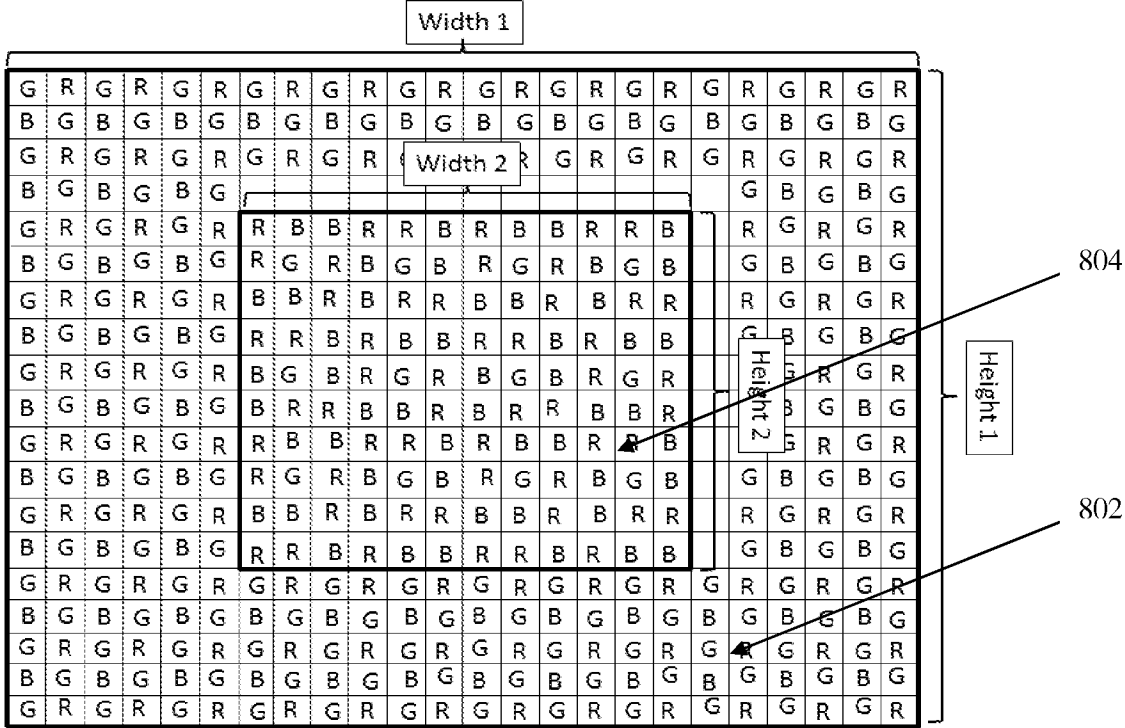 Width 1
G R G R G R G R G R G R G R G R G R G R G R G R
B G B G B G B G B G B G B G B G B G B G B G B G
G R G R G R G R G R R G R G R G R G R G R
Width 2
B G B G B G G B G B G
G R G R G R R B B R R B R B B R R B R G R G R
B G B G B G R G R B G B R G R B G B G B G B G
804
G R G R G R B B R B R R B B R B R R R G R G R
B G B G B G R R B R B B R R B R B B G B G B G
G R G R G R B G B R G R B G B R G R G R G R
Height 2
Height 1
B G B G B G B R R B B R B R R B B R B G B G
G R G R G R R B B R R B R B B R R B G R G R
B G B G B G R G R B G B R G R B G B G B G B G
G R G R G R B B R B R R B B R B R R R G R G R
802
B G B G B G R R B R B B R R B R B B G B G B G
G R G R G R G R G R G R G R G R G R G R G R G R
B G B G B G B G B G B G B G B G B G B G B G B G
G R G R G R G R G R G R G R G R G R G R G R G R
B G B G B G B G B G B G B G B G B G B G B G B G
G R G R G R G R G R G R G R G R G R G R G R G R